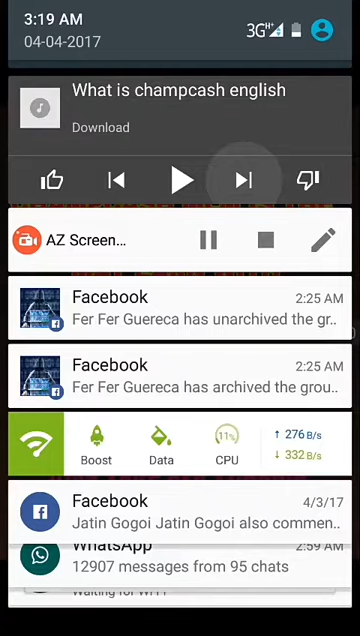 3:19 AM
04-04-2017
3G H+
What is champcash english
Download
AZ Screen...
Facebook 2:25 AM
Fer Fer Guereca has unarchived the gr..
Facebook 2:25 AM
Fer Fer Guereca has archived the grou..
11%
↑ 276 B/s
↓ 332 B/s
Boost Data CPU
Facebook 4/3/17
Jatin Gogoi Jatin Gogoi also commen..
WhatsApp 2:59 AM
12907 messages from 95 chats
Waiting for Wi-Fi